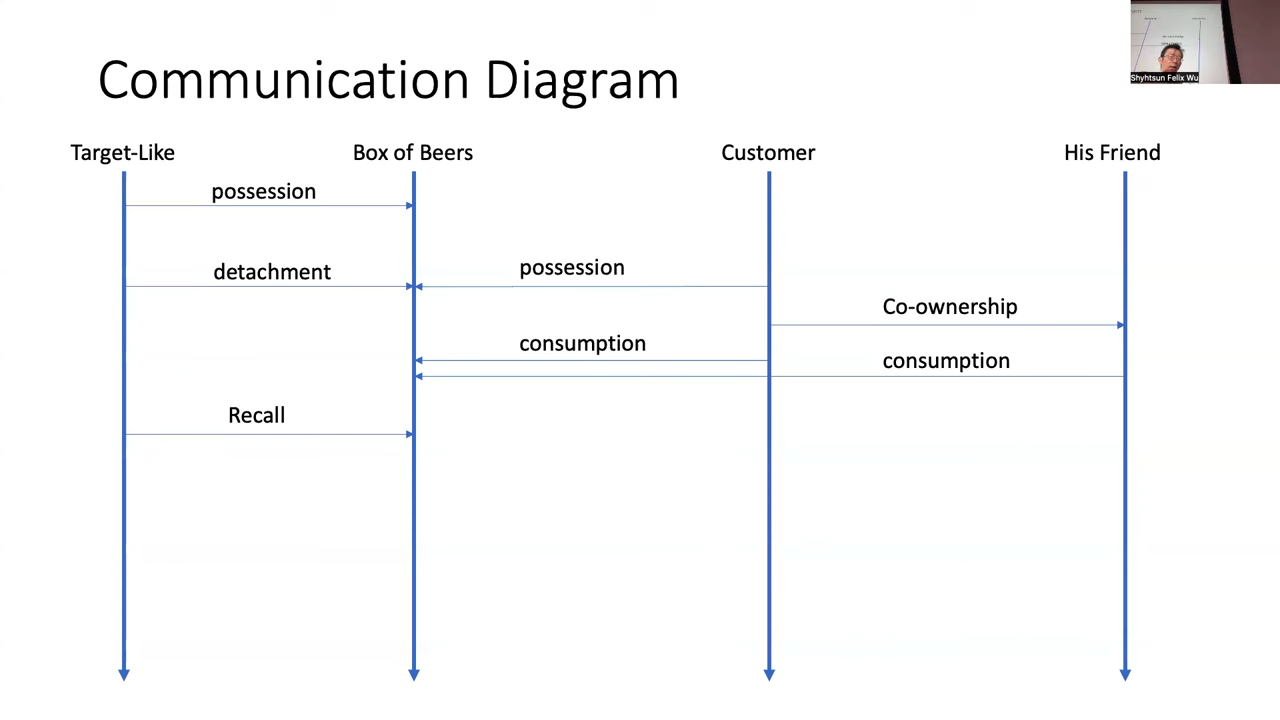 Communication Diagram
Shyhtsun Felix Wu
Target-Like
Box of Beers
Customer
His Friend
possession
detachment
possession
Co-ownership
consumption
consumption
Recall